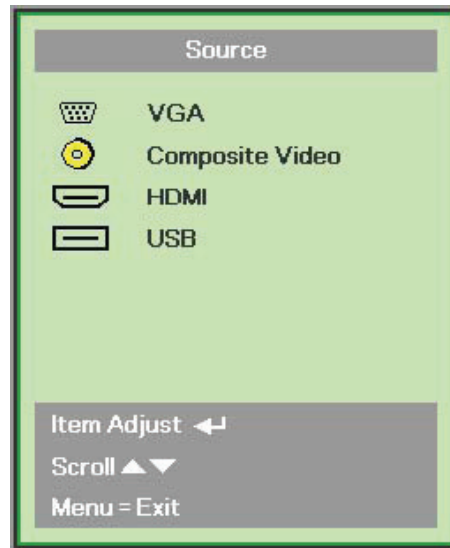 Source
VGA
Composite Video
HDMI
USB
Item Adjust
Scroll
Menu = Exit